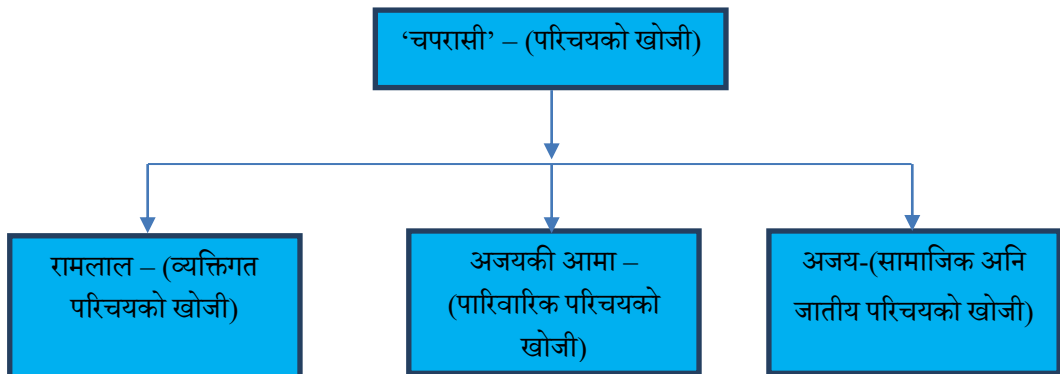 ‘चपरासी’ – (परिचयको खोजी)
रामलाल – (व्यक्तिगत
परिचयको खोजी)
अजयकी आमा –
(पारिवारिक परिचयको
खोजी)
अजय-(सामाजिक अनि
जातीय परिचयको खोजी)